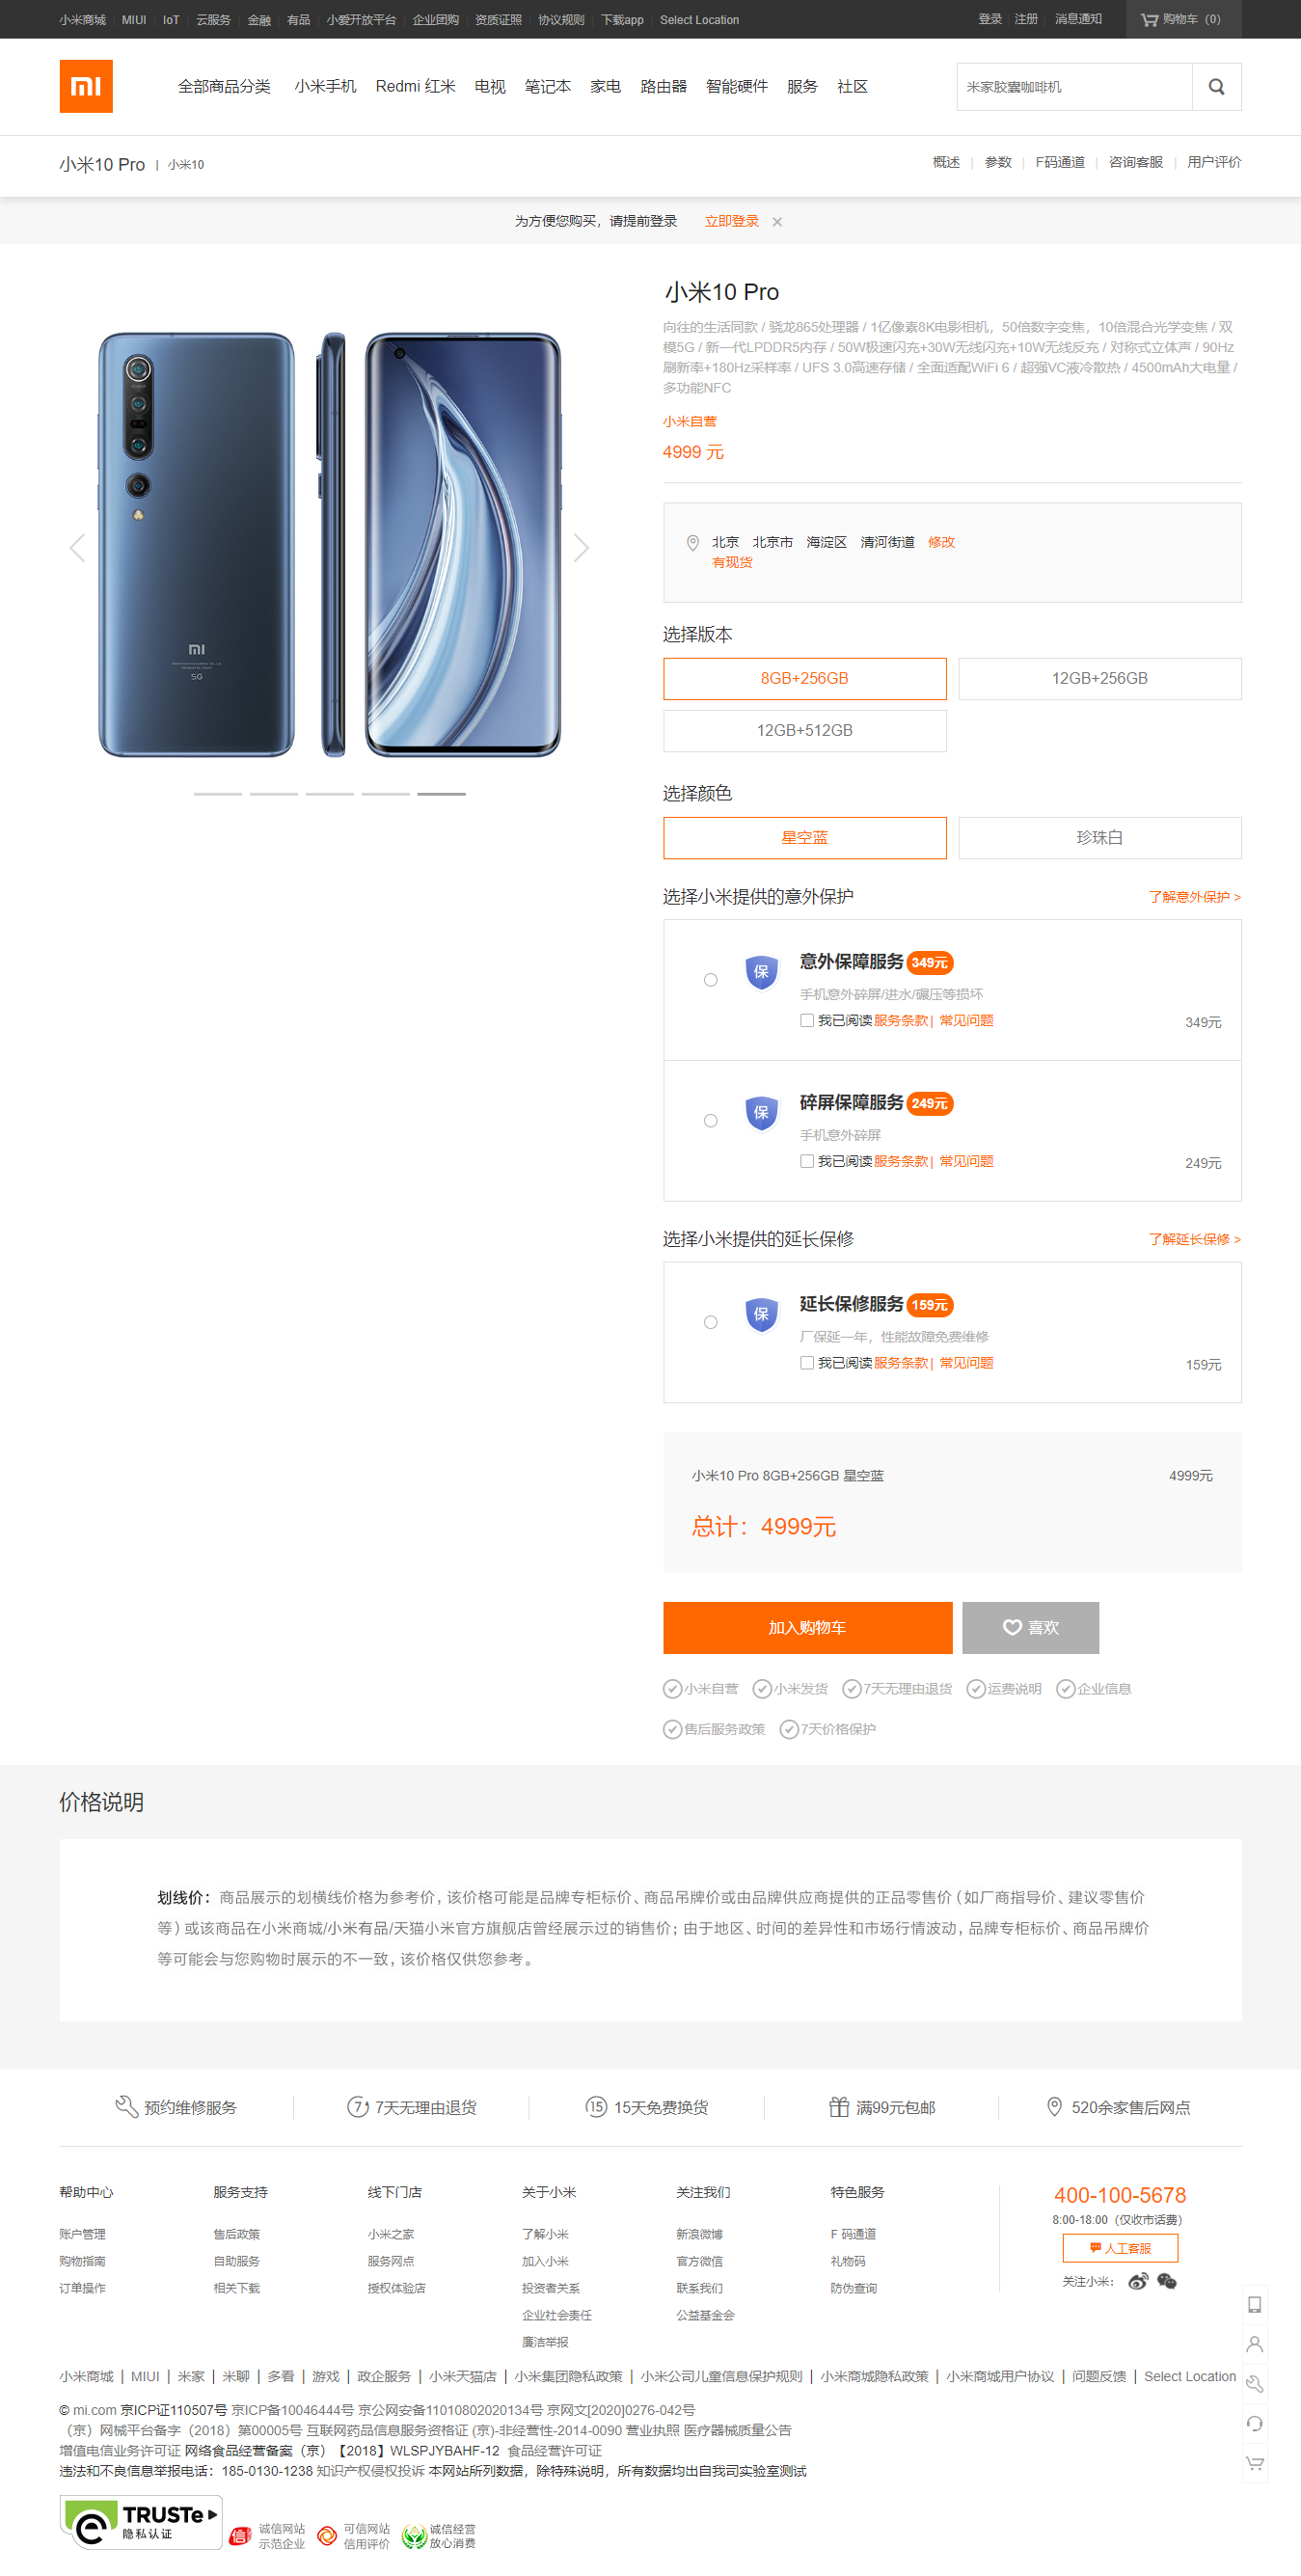 小米商城 MIUI IoT 云服务 金融 有品 小爱开放平台 企业团购 资质证照 协议规则 下载app Select Location 登录 注册 消息通知 购物车（0）
全部商品分类 小米手机 Redmi 红米 电视 笔记本 家电 路由器 智能硬件 服务 社区 米家胶囊咖啡机
小米10 Pro | 小米10 概述 | 参数 | F码通道 | 咨询客服 | 用户评价
为方便您购买，请提前登录 立即登录 ×
小米10 Pro
向往的生活同款 / 骁龙865处理器 / 1亿像素8K电影相机，50倍数字变焦，10倍混合光学变焦 / 双
模5G / 新一代LPDDR5内存 / 50W极速闪充+30W无线闪充+10W无线反充 / 对称式立体声 / 90Hz
刷新率+180Hz采样率 / UFS 3.0高速存储 / 全面适配WiFi 6 / 超强VC液冷散热 / 4500mAh大电量 /
多功能NFC
小米自营
4999 元
北京 北京市 海淀区 清河街道 修改
有现货
选择版本
8GB+256GB 12GB+256GB
12GB+512GB
选择颜色
星空蓝 珍珠白
选择小米提供的意外保护 了解意外保护 >
保 意外保障服务 349元
手机意外碎屏/进水/碾压等损坏
我已阅读服务条款 | 常见问题 349元
保 碎屏保障服务 249元
手机意外碎屏
我已阅读服务条款 | 常见问题 249元
选择小米提供的延长保修 了解延长保修 >
保 延长保修服务 159元
厂保延一年，性能故障免费维修
我已阅读服务条款 | 常见问题 159元
小米10 Pro 8GB+256GB 星空蓝 4999元
总计：4999元
加入购物车 喜欢
小米自营 小米发货 7天无理由退货 运费说明 企业信息
售后服务政策 7天价格保护
价格说明
划线价：商品展示的划横线价格为参考价，该价格可能是品牌专柜标价、商品吊牌价或由品牌供应商提供的正品零售价（如厂商指导价、建议零售价
等）或该商品在小米商城/小米有品/天猫小米官方旗舰店曾经展示过的销售价；由于地区、时间的差异性和市场行情波动，品牌专柜标价、商品吊牌价
等可能会与您购物时展示的不一致，该价格仅供您参考。
预约维修服务 7天无理由退货 15天免费换货 满99元包邮 520余家售后网点
帮助中心 服务支持 线下门店 关于小米 关注我们 特色服务 400-100-5678
8:00-18:00（仅收市话费）
账户管理 售后政策 小米之家 了解小米 新浪微博 F 码通道
人工客服
购物指南 自助服务 服务网点 加入小米 官方微信 礼物码
关注小米：
订单操作 相关下载 授权体验店 投资者关系 联系我们 防伪查询
企业社会责任 公益基金会
廉洁举报
小米商城 | MIUI | 米家 | 米聊 | 多看 | 游戏 | 政企服务 | 小米天猫店 | 小米集团隐私政策 | 小米公司儿童信息保护规则 | 小米商城隐私政策 | 小米商城用户协议 | 问题反馈 | Select Location
© mi.com 京ICP证110507号 京ICP备10046444号 京公网安备11010802020134号 京网文[2020]0276-042号
（京）网械平台备字（2018）第00005号 互联网药品信息服务资格证 (京)-非经营性-2014-0090 营业执照 医疗器械质量公告
增值电信业务许可证 网络食品经营备案（京）【2018】WLSPJYBAHF-12 食品经营许可证
违法和不良信息举报电话：185-0130-1238 知识产权侵权投诉 本网站所列数据，除特殊说明，所有数据均出自我司实验室测试
TRUSTe
隐私认证
诚信网站 可信网站 诚信经营
示范企业 信用评价 放心消费